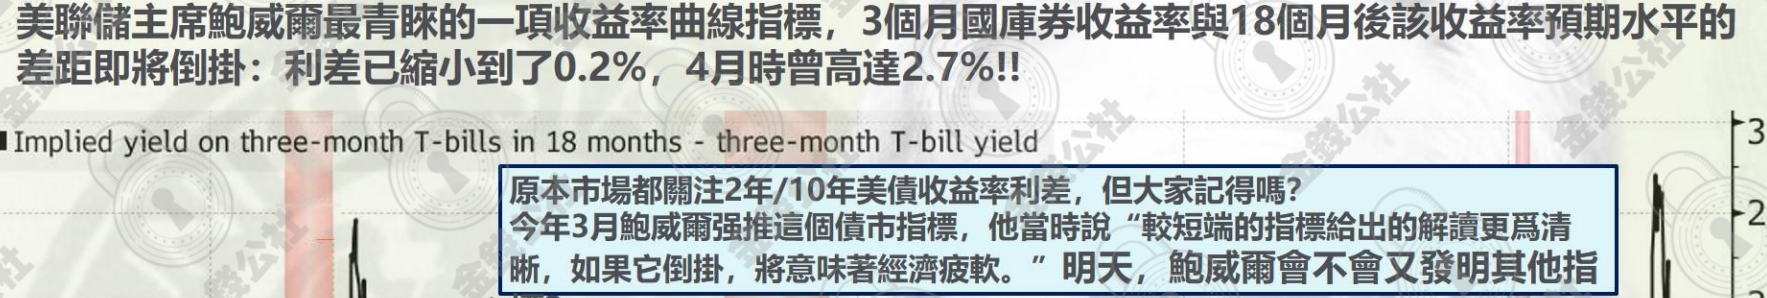 美聯儲主席鮑威爾最青睞的一項收益率曲線指標，3個月國庫券收益率與18個月後該收益率預期水平的
差距即將倒掛：利差已縮小到了0.2%，4月時曾高達2.7%!!
Implied yield on three-month T-bills in 18 months - three-month T-bill yield
3
原本市場都關注2年/10年美債收益率利差，但大家記得嗎？
今年3月鮑威爾强推這個債市指標，他當時說“較短端的指標給出的解讀更爲清
晰，如果它倒掛，將意味著經濟疲軟。”明天，鮑威爾會不會又發明其他指
2
金錢公社